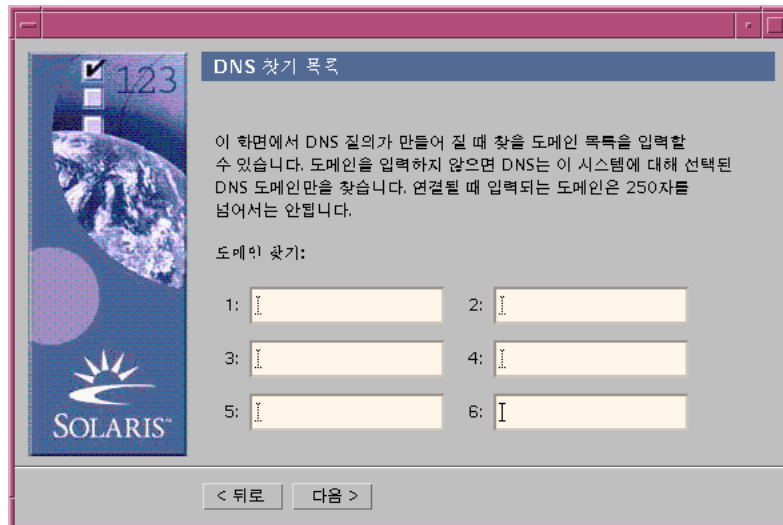 123
DNS 찾기 목록
이 화면에서 DNS 질의가 만들어 질 때 찾을 도메인 목록을 입력할
수 있습니다. 도메인을 입력하지 않으면 DNS는 이 시스템에 대해 선택된
DNS 도메인만을 찾습니다. 연결될 때 입력되는 도메인은 250자를
넘어서는 안됩니다.
도메인 찾기:
1: 2:
3: 4:
5: 6:
SOLARIS™
< 뒤로 다음 >